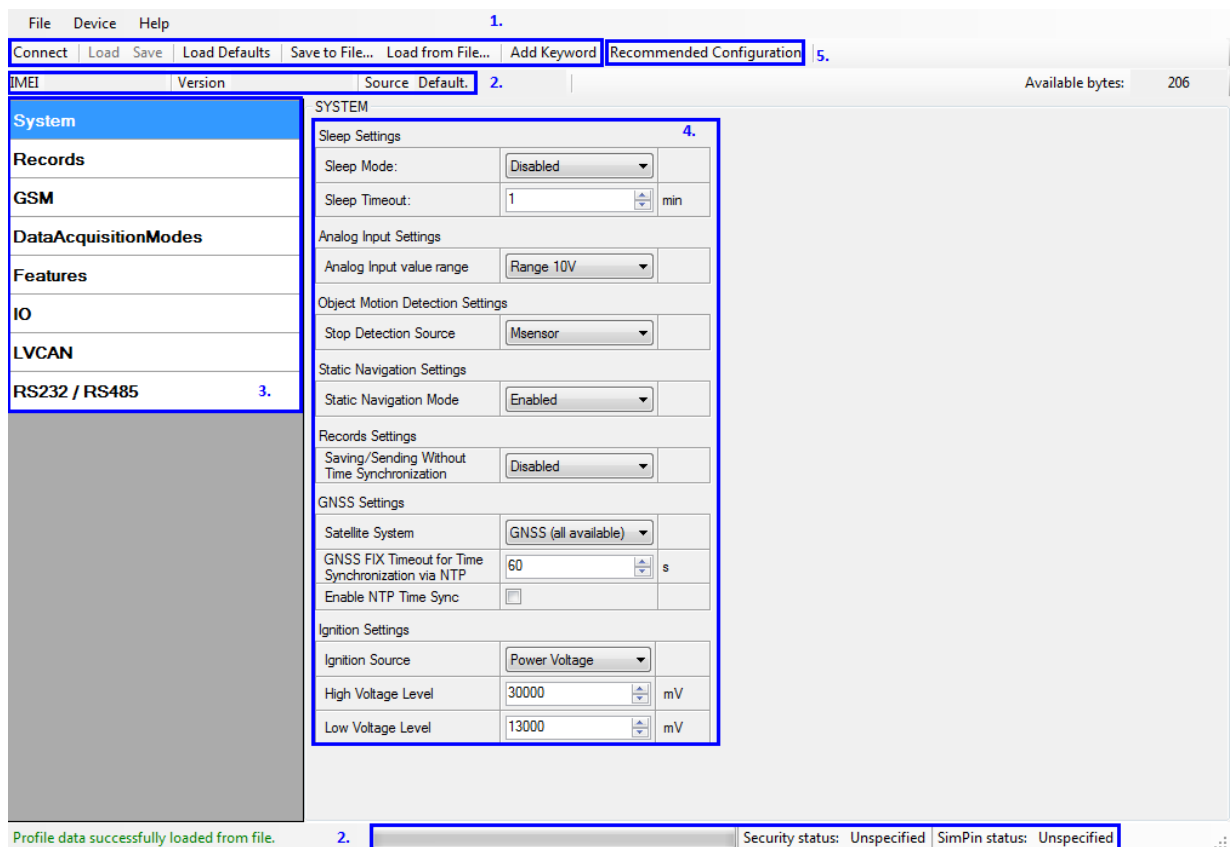 File Device Help 1.
Connect Load Save Load Defaults Save to File... Load from File... Add Keyword Recommended Configuration 5.
IMEI Version Source Default. 2. Available bytes: 206
System
Records
GSM
DataAcquisitionModes
Features
IO
LVCAN
RS232 / RS485 3.
SYSTEM
Sleep Settings 4.
Sleep Mode: Disabled
Sleep Timeout: 1 min
Analog Input Settings
Analog Input value range Range 10V
Object Motion Detection Settings
Stop Detection Source Msensor
Static Navigation Settings
Static Navigation Mode Enabled
Records Settings
Saving/Sending Without
Time Synchronization Disabled
GNSS Settings
Satellite System GNSS (all available)
GNSS FIX Timeout for Time
Synchronization via NTP 60 s
Enable NTP Time Sync
Ignition Settings
Ignition Source Power Voltage
High Voltage Level 30000 mV
Low Voltage Level 13000 mV
Profile data successfully loaded from file. 2. Security status: Unspecified SimPin status: Unspecified